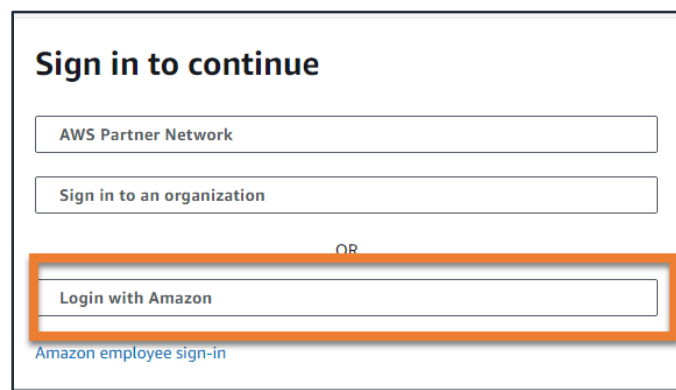 Sign in to continue
AWS Partner Network
Sign in to an organization
OR
Login with Amazon
Amazon employee sign-in